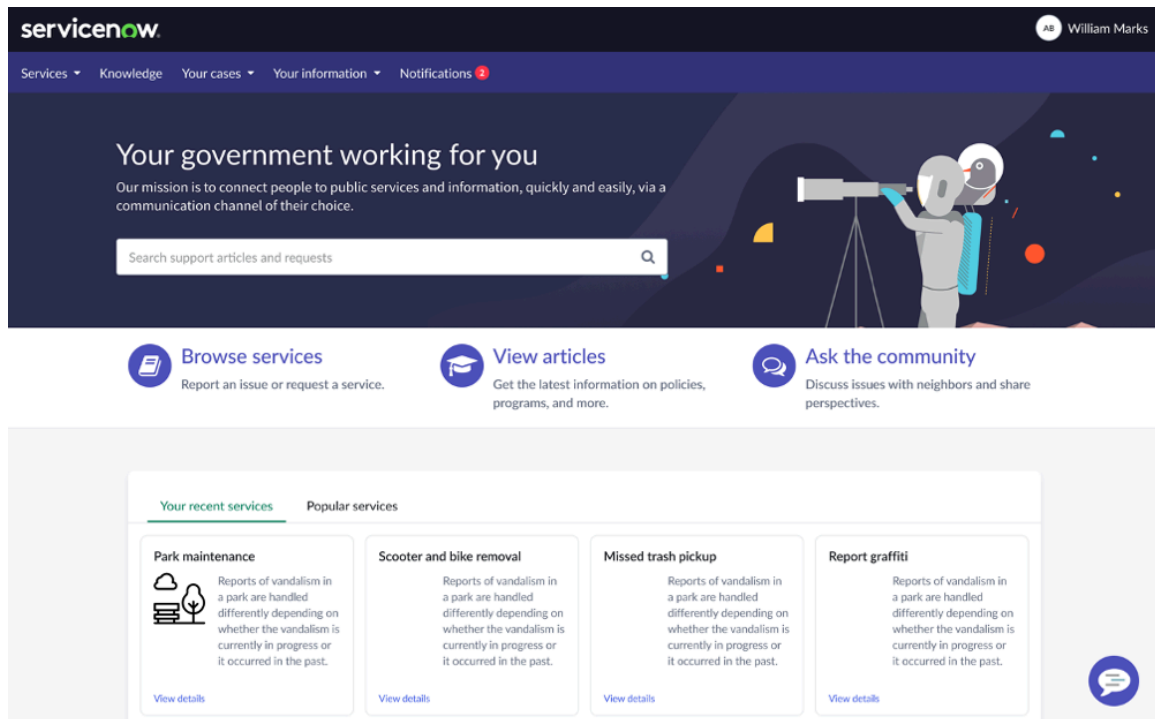 servicenow.
AB William Marks
Services Knowledge Your cases Your information Notifications 2
Your government working for you
Our mission is to connect people to public services and information, quickly and easily, via a
communication channel of their choice.
Search support articles and requests
Browse services
Report an issue or request a service.
View articles
Get the latest information on policies,
programs, and more.
Ask the community
Discuss issues with neighbors and share
perspectives.
Your recent services Popular services
Park maintenance
Reports of vandalism in
a park are handled
differently depending on
whether the vandalism is
currently in progress or
it occurred in the past.
View details
Scooter and bike removal
Reports of vandalism in
a park are handled
differently depending on
whether the vandalism is
currently in progress or
it occurred in the past.
View details
Missed trash pickup
Reports of vandalism in
a park are handled
differently depending on
whether the vandalism is
currently in progress or
it occurred in the past.
View details
Report graffiti
Reports of vandalism in
a park are handled
differently depending on
whether the vandalism is
currently in progress or
it occurred in the past.
View details